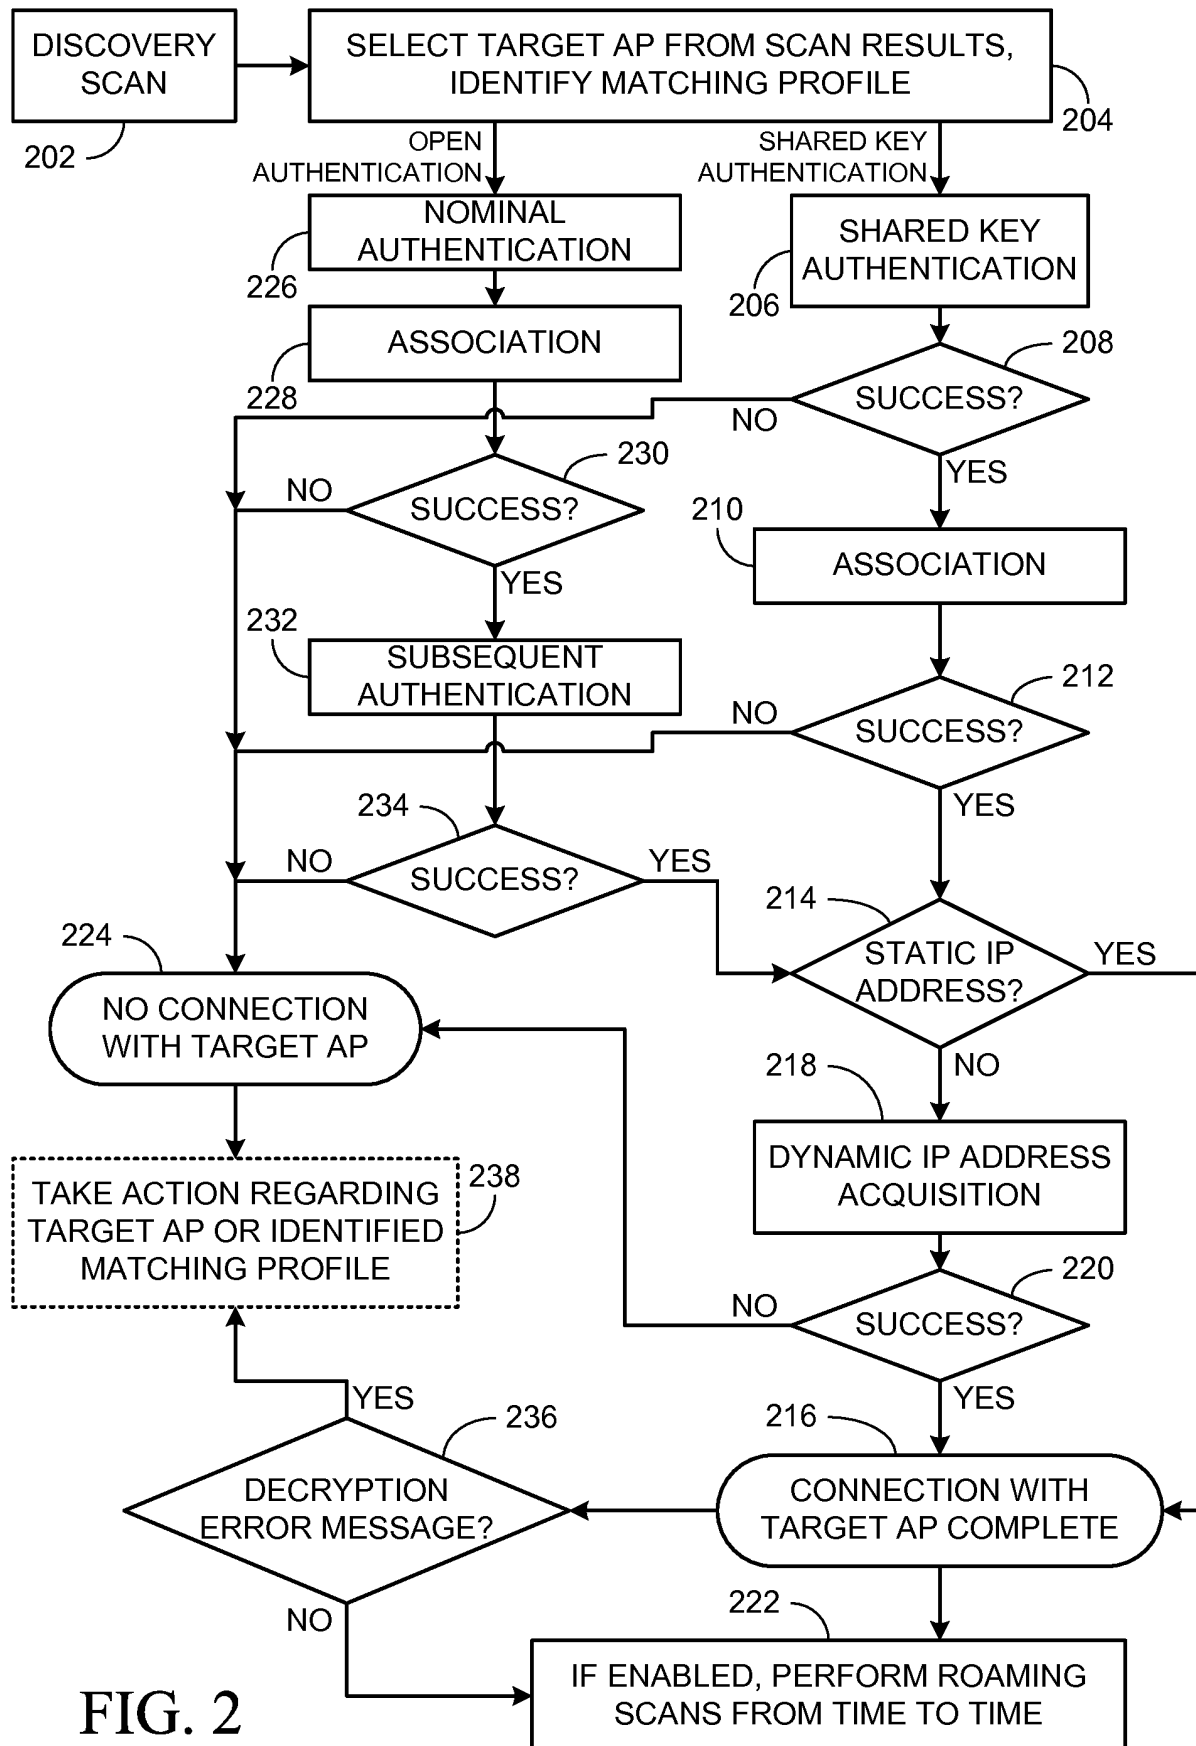 DISCOVERY
SCAN
202
SELECT TARGET AP FROM SCAN RESULTS,
IDENTIFY MATCHING PROFILE
204
OPEN
AUTHENTICATION
SHARED KEY
AUTHENTICATION
NOMINAL
AUTHENTICATION
226
SHARED KEY
AUTHENTICATION
206
ASSOCIATION
228
SUCCESS?
208
NO
YES
SUCCESS?
230
NO
YES
210
ASSOCIATION
232
SUBSEQUENT
AUTHENTICATION
SUCCESS?
212
NO
YES
234
SUCCESS?
NO
YES
214
STATIC IP
ADDRESS?
YES
NO
224
NO CONNECTION
WITH TARGET AP
218
DYNAMIC IP ADDRESS
ACQUISITION
TAKE ACTION REGARDING
TARGET AP OR IDENTIFIED
MATCHING PROFILE
238
SUCCESS?
220
NO
YES
YES
236
DECRYPTION
ERROR MESSAGE?
NO
216
CONNECTION WITH
TARGET AP COMPLETE
222
IF ENABLED, PERFORM ROAMING
SCANS FROM TIME TO TIME
FIG. 2